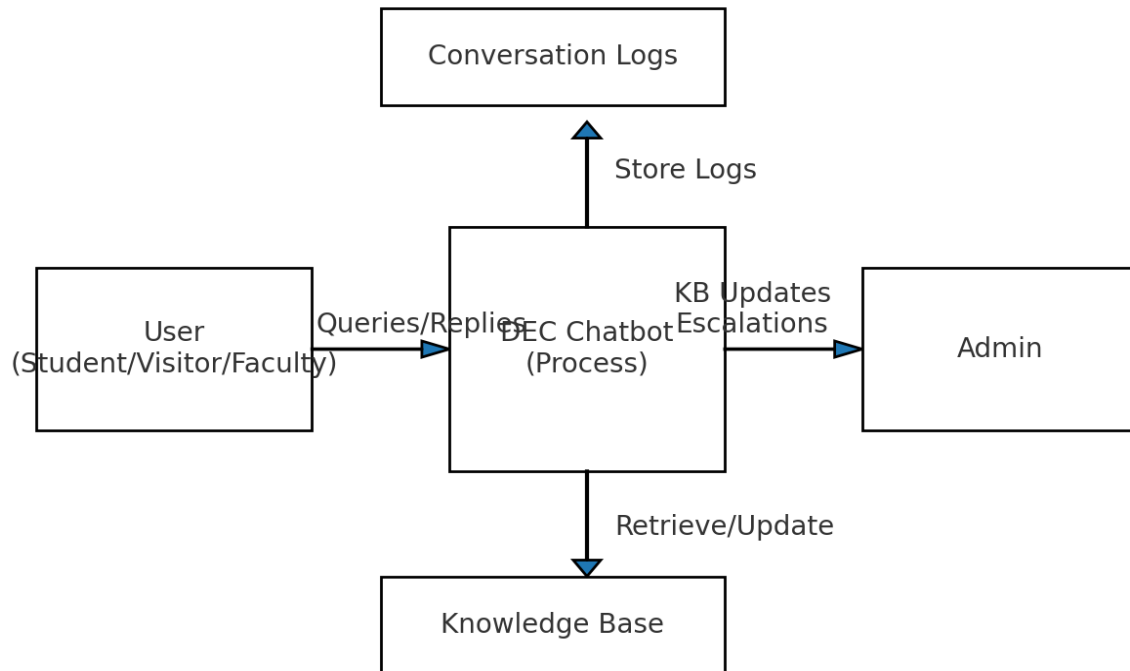 Conversation Logs
Store Logs
User
(Student/Visitor/Faculty)
Queries/Replies
DEC Chatbot
(Process)
KB Updates
Escalations
Admin
Retrieve/Update
Knowledge Base